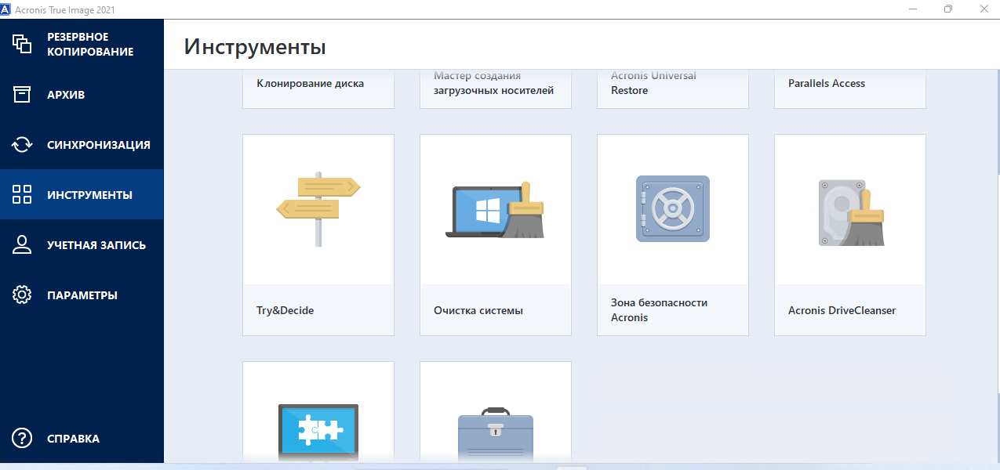 Acronis True Image 2021
РЕЗЕРВНОЕ
КОПИРОВАНИЕ
АРХИВ
СИНХРОНИЗАЦИЯ
ИНСТРУМЕНТЫ
УЧЕТНАЯ ЗАПИСЬ
ПАРАМЕТРЫ
СПРАВКА
Инструменты
Клонирование диска
Мастер создания
загрузочных носителей
Acronis Universal
Restore
Parallels Access
Try&Decide
Очистка системы
Зона безопасности
Acronis
Acronis DriveCleanser